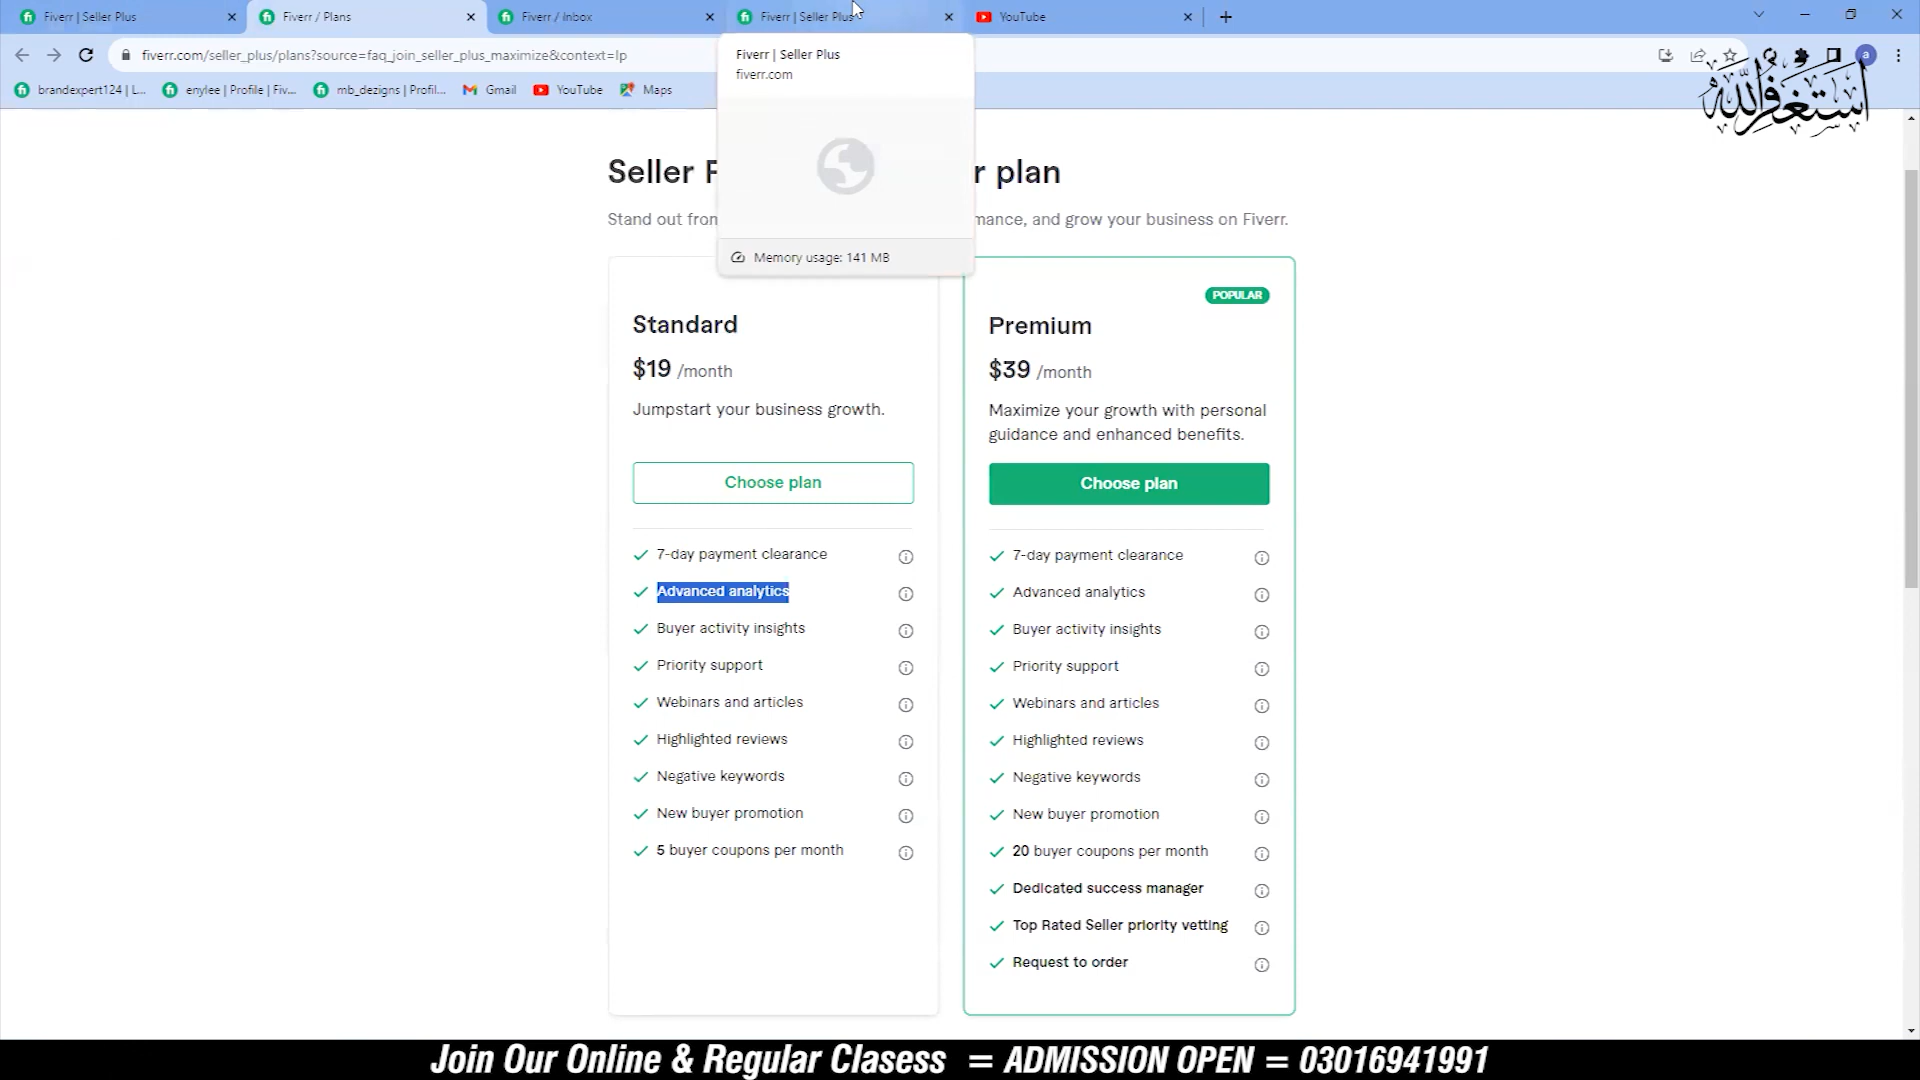 Fiverr | Seller Plus
Fiverr / Plans
Fiverr / Inbox
Fiverr | Seller Plus
YouTube
fiverr.com/seller_plus/plans?source=faq_join_seller_plus_maximize&context=lp
a
brandexpert124 | L...
enylee | Profile | Fiv...
mb_dezigns | Profil...
Gmail
YouTube
Maps
أستغفر الله
Fiverr | Seller Plus
fiverr.com
Memory usage: 141 MB
Seller
r plan
Stand out from
mance, and grow your business on Fiverr.
Standard
$19 /month
Jumpstart your business growth.
Choose plan
7-day payment clearance
Advanced analytics
Buyer activity insights
Priority support
Webinars and articles
Highlighted reviews
Negative keywords
New buyer promotion
5 buyer coupons per month
POPULAR
Premium
$39 /month
Maximize your growth with personal
guidance and enhanced benefits.
Choose plan
7-day payment clearance
Advanced analytics
Buyer activity insights
Priority support
Webinars and articles
Highlighted reviews
Negative keywords
New buyer promotion
20 buyer coupons per month
Dedicated success manager
Top Rated Seller priority vetting
Request to order
Join Our Online & Regular Clasess = ADMISSION OPEN = 03016941991